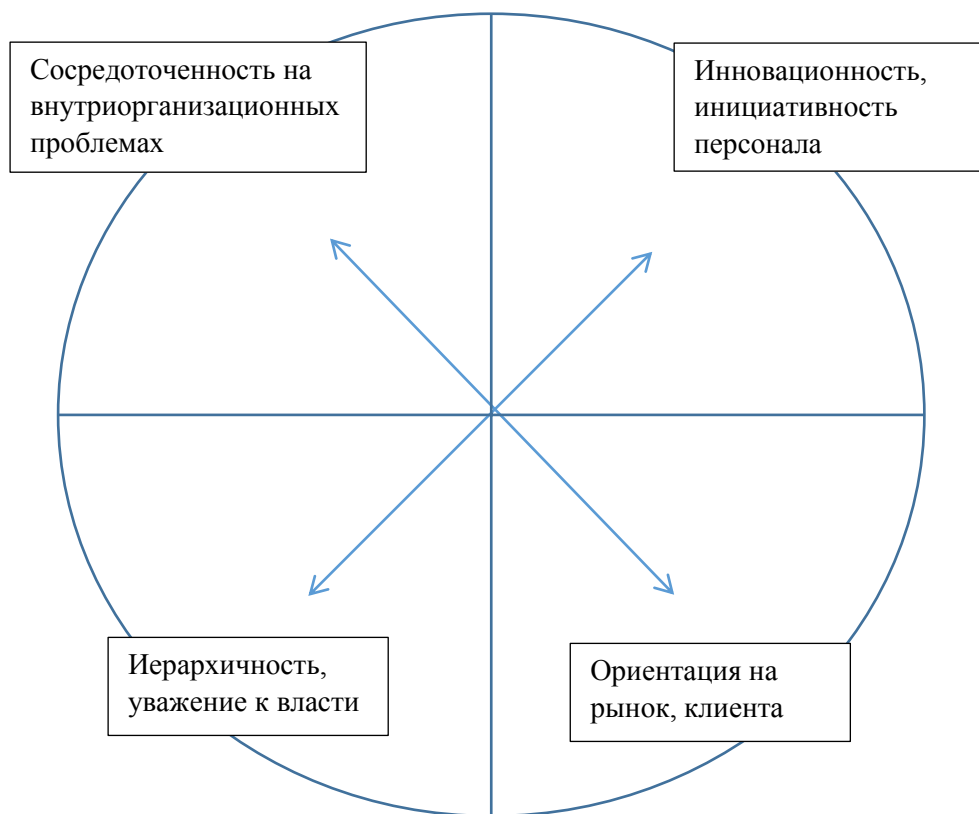 Сосредоточенность на
внутриорганизационных
проблемах
Инновационность,
инициативность
персонала
Иерархичность,
уважение к власти
Ориентация на
рынок, клиента